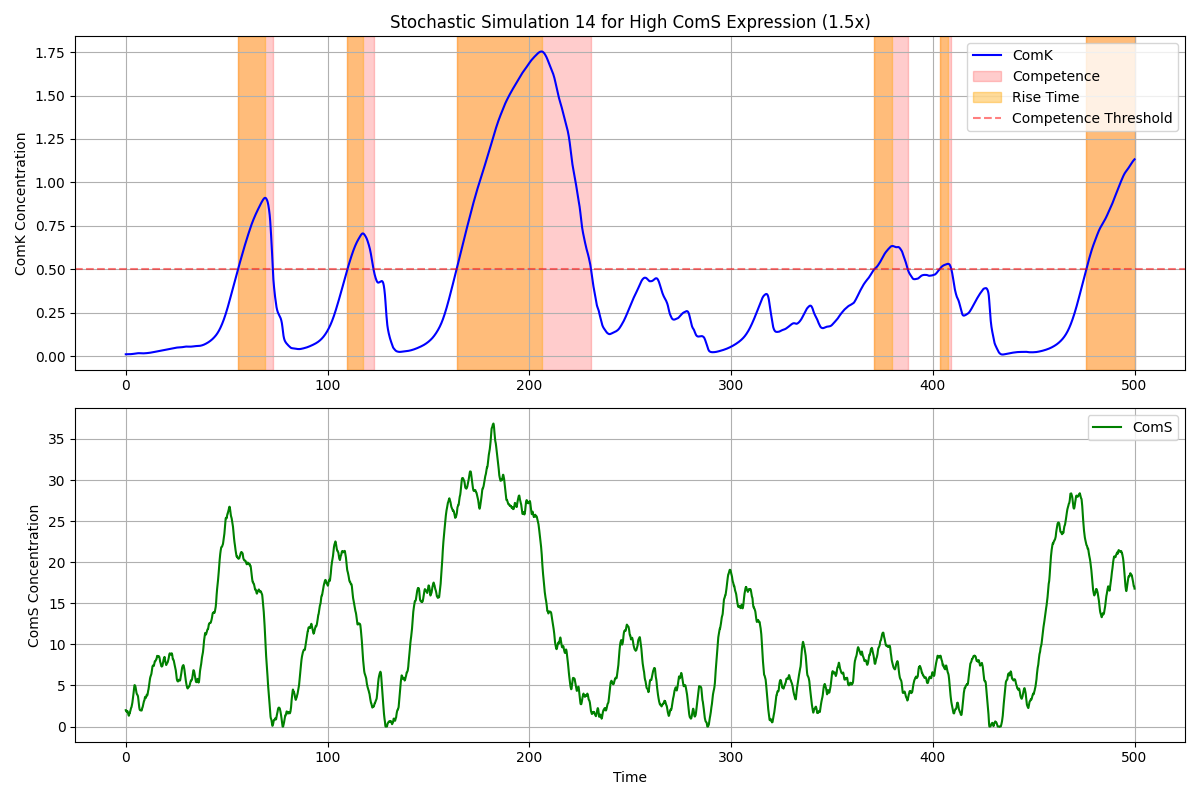 Stochastic Simulation 14 for High ComS Expression (1.5x)
ComK Concentration
1.75
1.50
1.25
1.00
0.75
0.50
0.25
0.00
ComK
Competence
Rise Time
Competence Threshold
0 100 200 300 400 500
ComS Concentration
35
30
25
20
15
10
5
0
ComS
0 100 200 300 400 500
Time